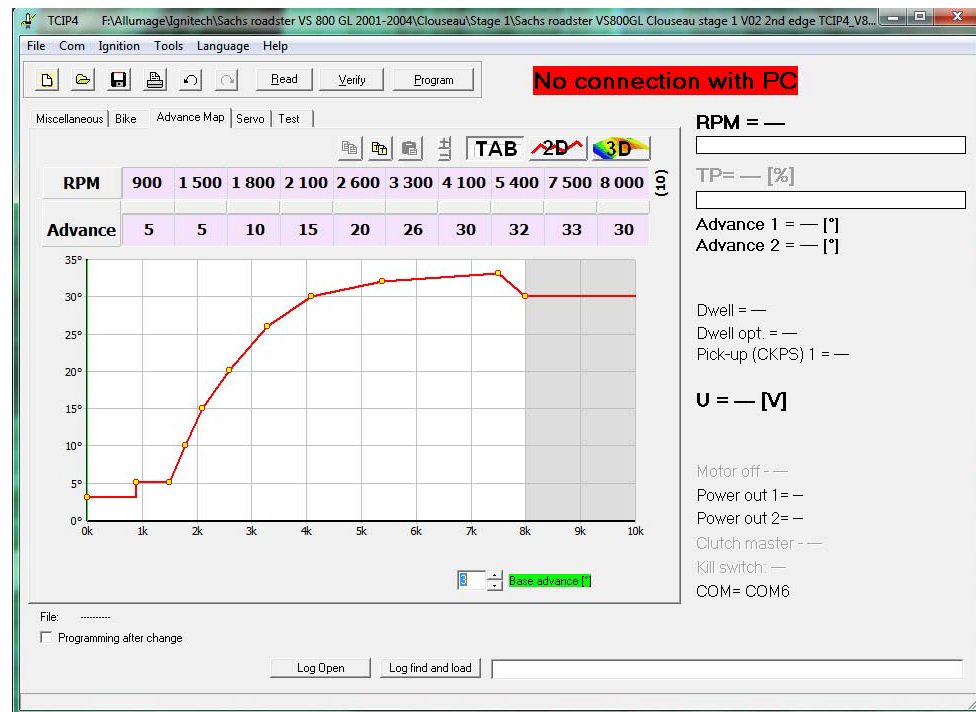 TCIP4 F:\Allumage\Ignitech\Sachs roadster VS 800 GL 2001-2004\Clouseau\Stage 1\Sachs roadster VS800GL Clouseau stage 1 V02 2nd edge TCIP4_V8...
File Com Ignition Tools Language Help
Read Verify Program
No connection with PC
Miscellaneous Bike Advance Map Servo Test
TAB 2D 3D
RPM 900 1 500 1 800 2 100 2 600 3 300 4 100 5 400 7 500 8 000 (10)
Advance 5 5 10 15 20 26 30 32 33 30
35°
30°
25°
20°
15°
10°
5°
0°
0k 1k 2k 3k 4k 5k 6k 7k 8k 9k 10k
3 Base advance [°]
RPM = —
TP= — [%]
Advance 1 = — [°]
Advance 2 = — [°]
Dwell = —
Dwell opt. = —
Pick-up (CKPS) 1 = —
U = — [V]
Motor off - —
Power out 1= –
Power out 2= –
Clutch master - —
Kill switch: —
COM= COM6
File: ----------
Programming after change
Log Open Log find and load